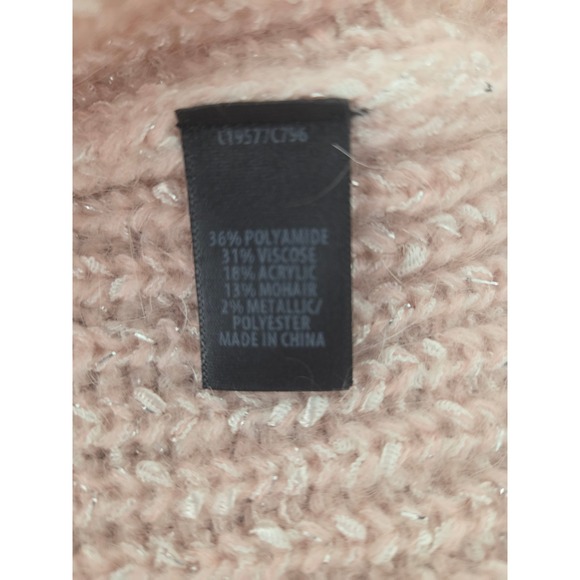 C19577C796
36% POLYAMIDE
31% VISCOSE
18% ACRYLIC
13% MOHAIR
2% METALLIC/
POLYESTER
MADE IN CHINA